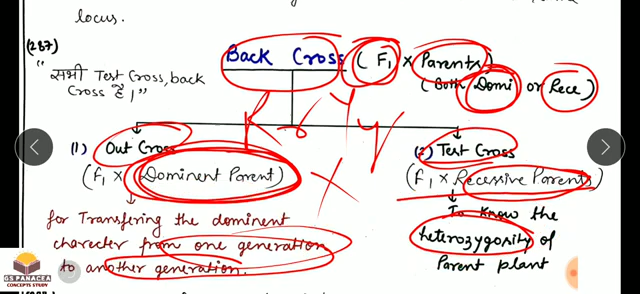 locus.
(287)
Back Cross (F₁ × Parents)
(Both Domi or Rece)
" सभी Test Cross, back
Cross हैं।"
R r Y y
(1) Out Cross
(F₁ × Dominent Parent)
for Transfering the dominent
character from one generation
to another generation.
(2) Test Cross
(F₁ × Recessive Parents)
To know the
heterozygosity of
Parent plant
GS PANACEA
CONCEPTS STUDY